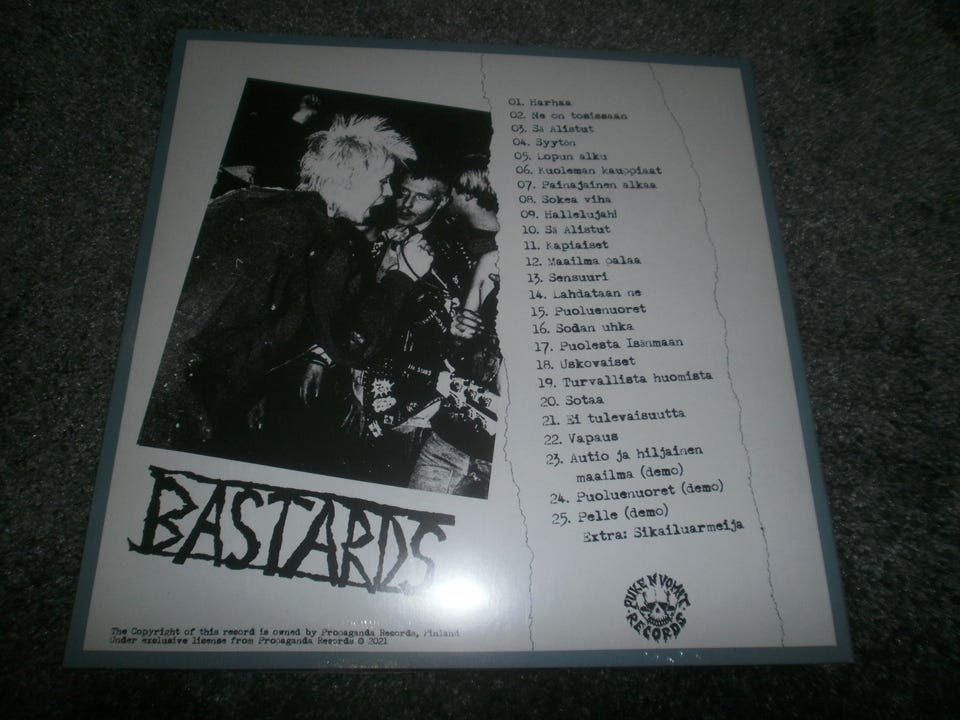 01. Harhaa
02. Ne on tosissaan
03. Sä Alistut
04. Syytön
05. Lopun alku
06. Kuoleman kauppiaat
07. Painajainen alkaa
08. Sokea viha
09. Hallelujah!
10. Sä Alistut
11. Kapiaiset
12. Maailma palaa
13. Sensuuri
14. Lahdataan ne
15. Puoluenuoret
16. Sodan uhka
17. Puolesta Isänmaan
18. Uskovaiset
19. Turvallista huomista
20. Sotaa
21. Ei tulevaisuutta
22. Vapaus
23. Autio ja hiljainen
maailma (demo)
24. Puoluenuoret (demo)
25. Pelle (demo)
Extra: Sikailuarmeija
BASTARDS
The Copyright of this record is owned by Propaganda Records, Finland
Under exclusive lisense from Propaganda Records © 2021
PUKE N VOMIT
RECORDS